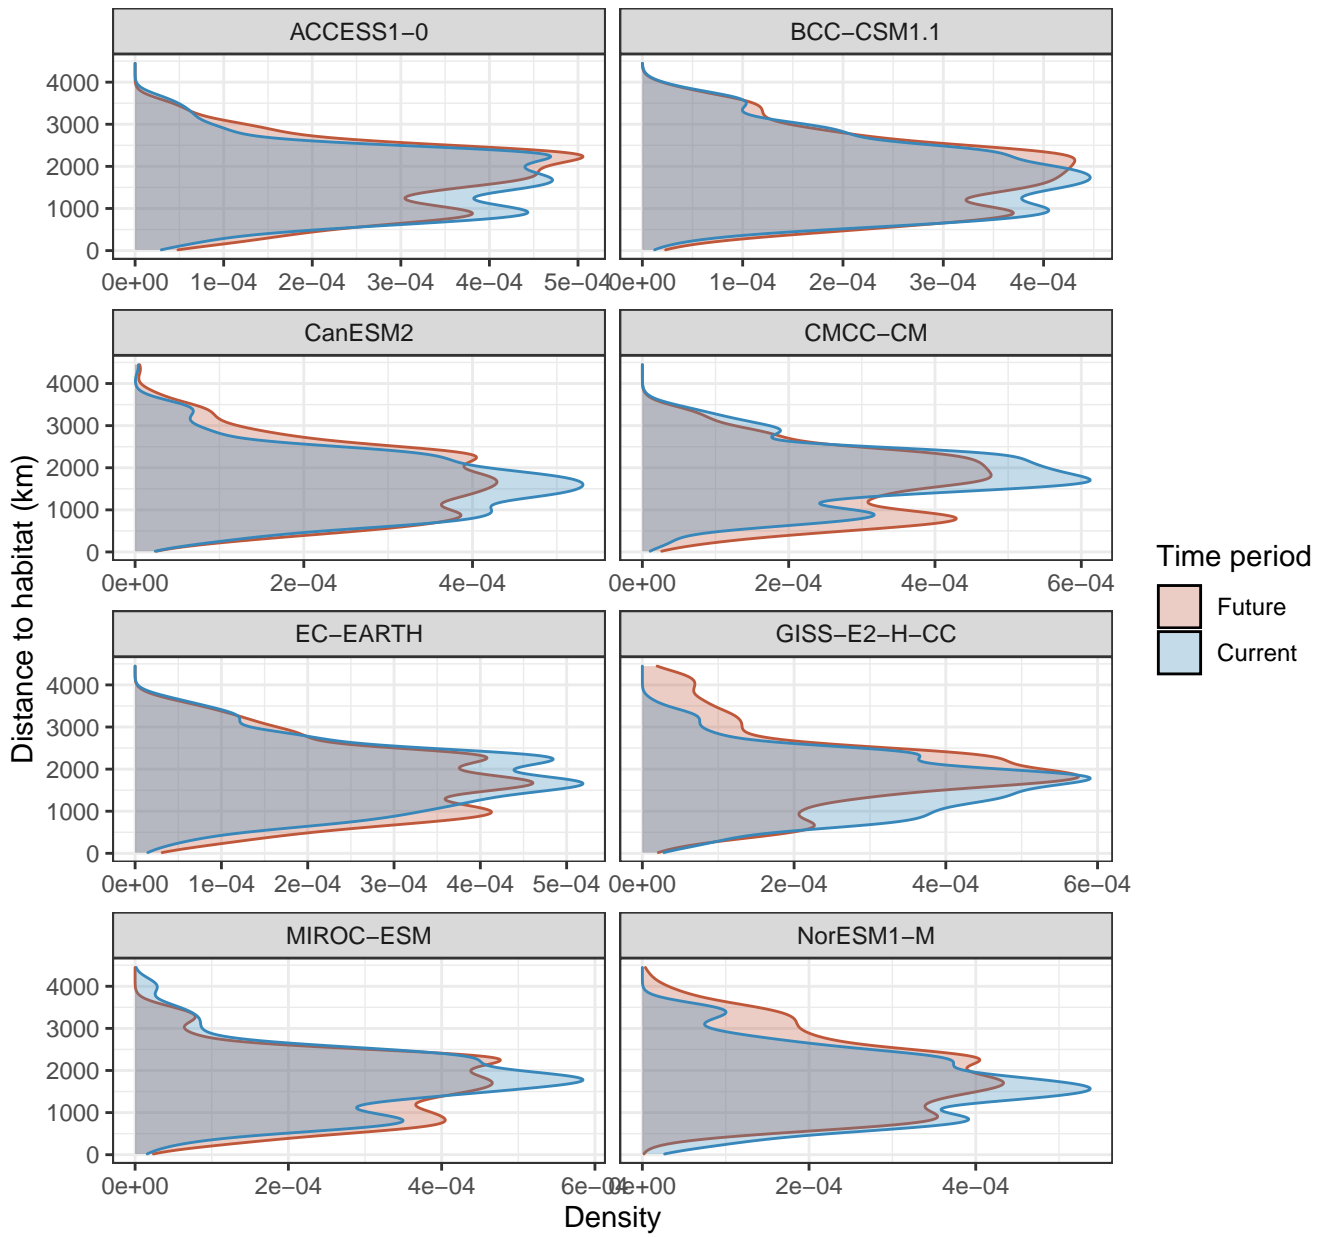 ACCESS1−0 BCC−CSM1.1
4000
3000
2000
1000
0
0e+00 1e−04 2e−04 3e−04 4e−04 5e−04 0e+00 1e−04 2e−04 3e−04 4e−04
CanESM2 CMCC−CM
4000
3000
2000
1000
0
0e+00 2e−04 4e−04 0e+00 2e−04 4e−04 6e−04
EC−EARTH GISS−E2−H−CC
4000
3000
2000
1000
0
0e+00 1e−04 2e−04 3e−04 4e−04 5e−04 0e+00 2e−04 4e−04 6e−04
MIROC−ESM NorESM1−M
4000
3000
2000
1000
0
0e+00 2e−04 4e−04 6e−04 0e+00 2e−04 4e−04
Density
Distance to habitat (km)
Time period
Future
Current